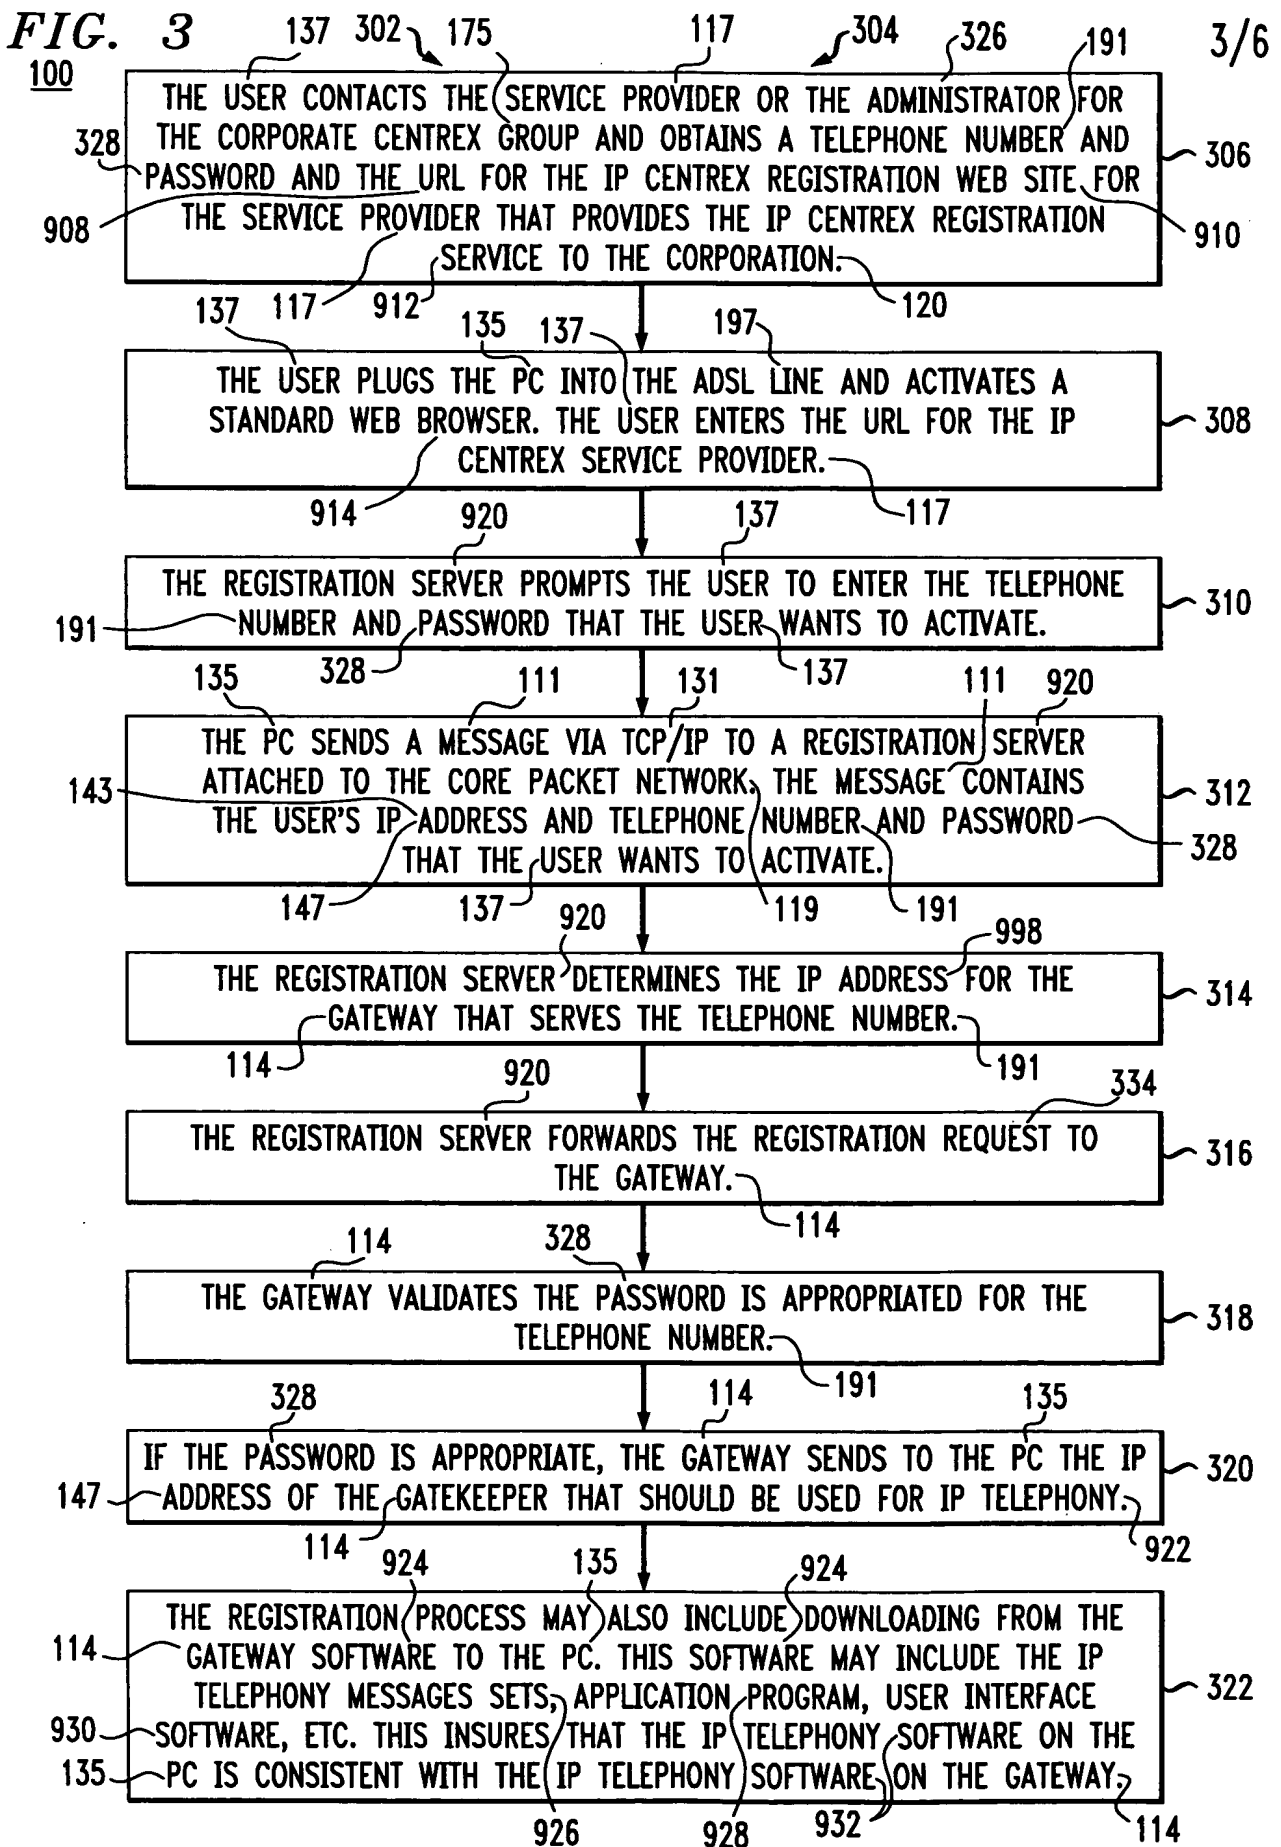 FIG. 3
3/6
100
137 302 175 117 304 326 191
THE USER CONTACTS THE SERVICE PROVIDER OR THE ADMINISTRATOR FOR
THE CORPORATE CENTREX GROUP AND OBTAINS A TELEPHONE NUMBER AND
328
306
PASSWORD AND THE URL FOR THE IP CENTREX REGISTRATION WEB SITE FOR
THE SERVICE PROVIDER THAT PROVIDES THE IP CENTREX REGISTRATION
908
910
SERVICE TO THE CORPORATION.
117 912 120
137 135 137 197
THE USER PLUGS THE PC INTO THE ADSL LINE AND ACTIVATES A
STANDARD WEB BROWSER. THE USER ENTERS THE URL FOR THE IP
308
CENTREX SERVICE PROVIDER.
914 920 137 117
THE REGISTRATION SERVER PROMPTS THE USER TO ENTER THE TELEPHONE
310
191
NUMBER AND PASSWORD THAT THE USER WANTS TO ACTIVATE.
328 137
135 111 131 111 920
THE PC SENDS A MESSAGE VIA TCP/IP TO A REGISTRATION SERVER
ATTACHED TO THE CORE PACKET NETWORK. THE MESSAGE CONTAINS
143
312
THE USER'S IP ADDRESS AND TELEPHONE NUMBER AND PASSWORD
328
THAT THE USER WANTS TO ACTIVATE.
147 137 119 191
920 998
THE REGISTRATION SERVER DETERMINES THE IP ADDRESS FOR THE
314
GATEWAY THAT SERVES THE TELEPHONE NUMBER.
114 191
920 334
THE REGISTRATION SERVER FORWARDS THE REGISTRATION REQUEST TO
316
THE GATEWAY.
114
114 328
THE GATEWAY VALIDATES THE PASSWORD IS APPROPRIATED FOR THE
318
TELEPHONE NUMBER.
191
328 114 135
IF THE PASSWORD IS APPROPRIATE, THE GATEWAY SENDS TO THE PC THE IP
320
147
ADDRESS OF THE GATEKEEPER THAT SHOULD BE USED FOR IP TELEPHONY.
114 922
924 135 924
THE REGISTRATION PROCESS MAY ALSO INCLUDE DOWNLOADING FROM THE
114
GATEWAY SOFTWARE TO THE PC. THIS SOFTWARE MAY INCLUDE THE IP
TELEPHONY MESSAGES SETS, APPLICATION PROGRAM, USER INTERFACE
322
930
SOFTWARE, ETC. THIS INSURES THAT THE IP TELEPHONY SOFTWARE ON THE
135
PC IS CONSISTENT WITH THE IP TELEPHONY SOFTWARE ON THE GATEWAY.
926 928 932 114